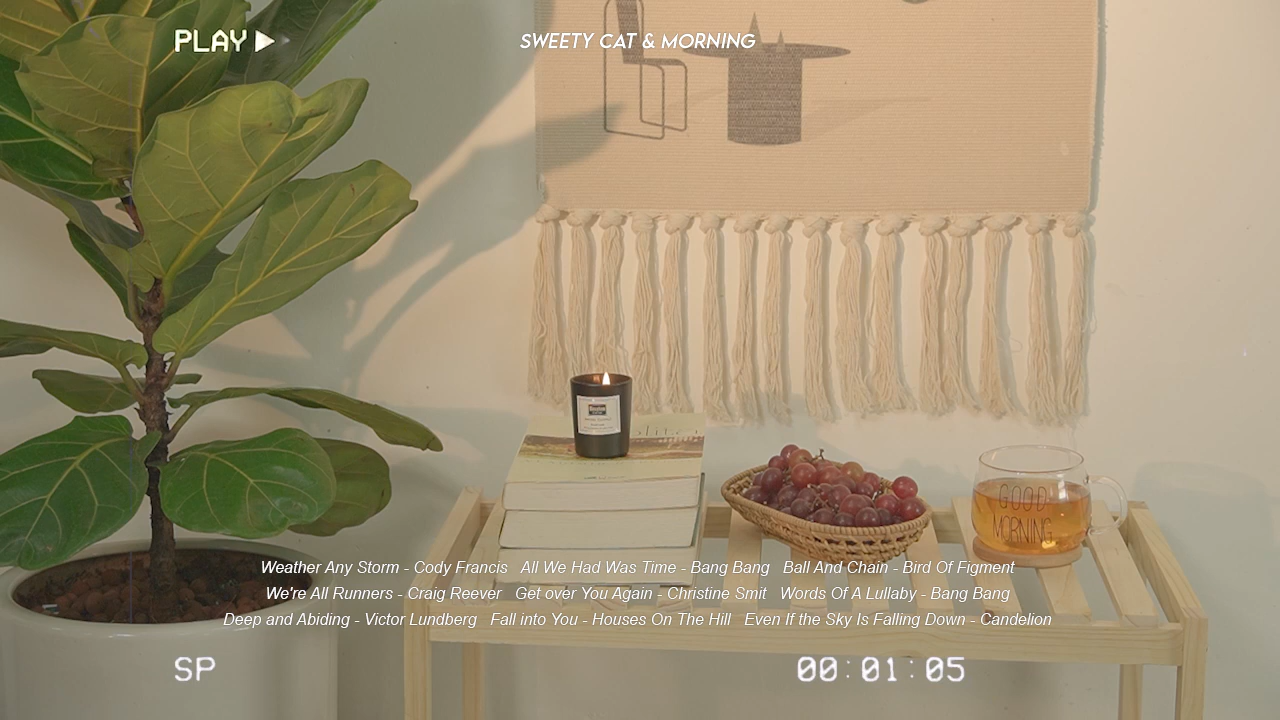 PLAY
SWEETY CAT & MORNING
GOOD
MORNING
Weather Any Storm - Cody Francis All We Had Was Time - Bang Bang Ball And Chain - Bird Of Figment
We're All Runners - Craig Reever Get over You Again - Christine Smit Words Of A Lullaby - Bang Bang
Deep and Abiding - Victor Lundberg Fall into You - Houses On The Hill Even If the Sky Is Falling Down - Candelion
SP
00:01:05